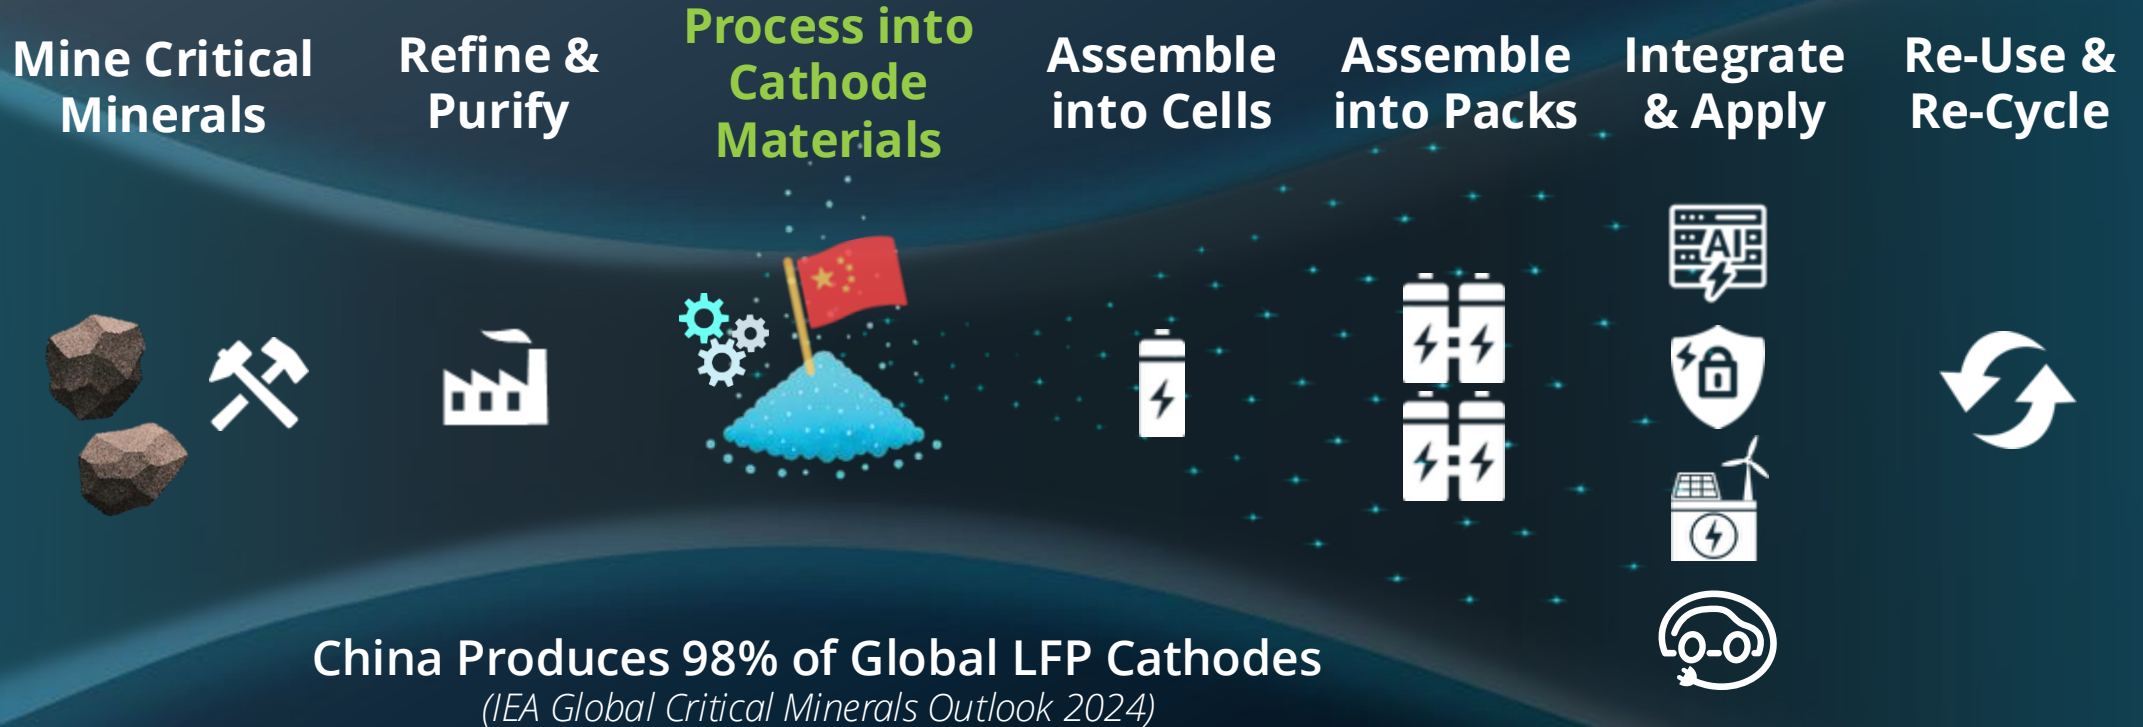 Mine Critical
Minerals
Refine &
Purify
Process into
Cathode
Materials
Assemble
into Cells
Assemble
into Packs
Integrate
& Apply
Re-Use &
Re-Cycle
AI
China Produces 98% of Global LFP Cathodes
(IEA Global Critical Minerals Outlook 2024)